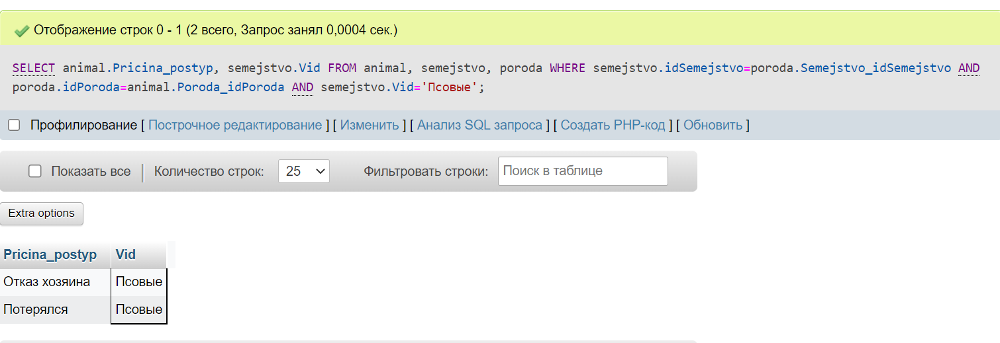 Отображение строк 0 - 1 (2 всего, Запрос занял 0,0004 сек.)
SELECT animal.Pricina_postyp, semejstvo.Vid FROM animal, semejstvo, poroda WHERE semejstvo.idSemejstvo=poroda.Semejstvo_idSemejstvo AND
poroda.idPoroda=animal.Poroda_idPoroda AND semejstvo.Vid='Псовые';
Профилирование [ Построчное редактирование ] [ Изменить ] [ Анализ SQL запроса ] [ Создать PHP-код ] [ Обновить ]
Показать все | Количество строк: 25 Фильтровать строки: Поиск в таблице
Extra options
Pricina_postyp Vid
Отказ хозяина Псовые
Потерялся Псовые